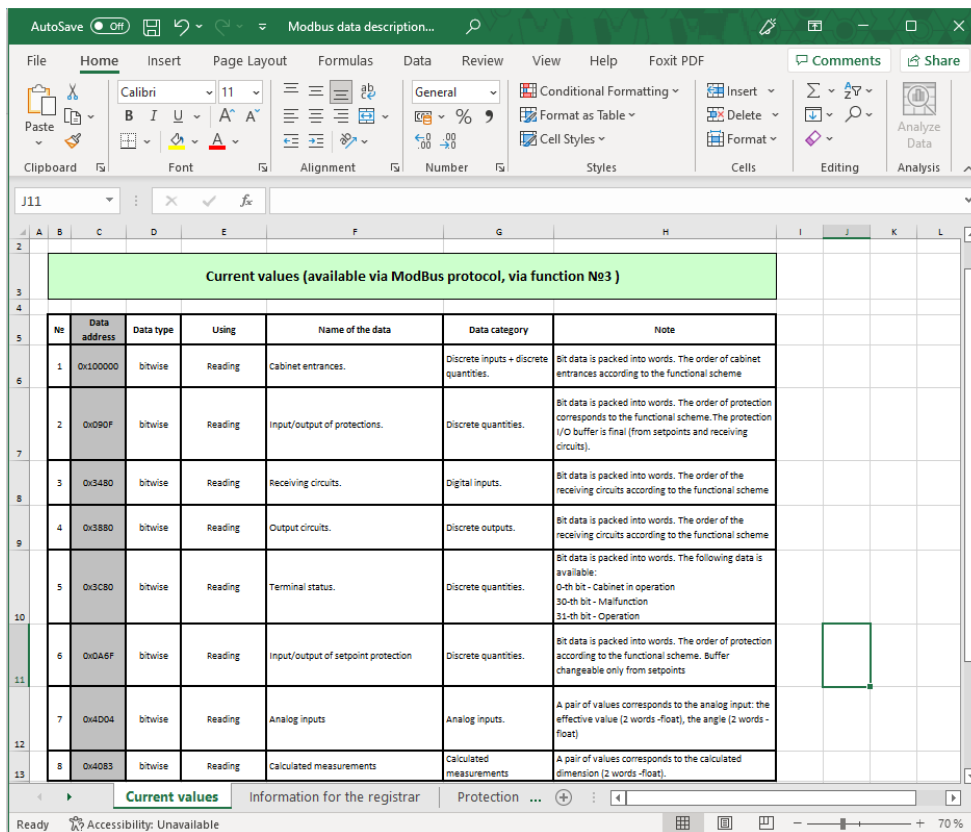 AutoSave Off Modbus data description...
File Home Insert Page Layout Formulas Data Review View Help Foxit PDF Comments Share
Paste
Calibri 11
B I U A A A
ab
General
% 9
Conditional Formatting
Format as Table
Cell Styles
Insert
Delete
Format
Analyze
Data
Clipboard Font Alignment Number Styles Cells Editing Analysis
J11 fx
A B C D E F G H I J K L
2
3 Current values (available via ModBus protocol, via function №3 )
4
5 № Data address Data type Using Name of the data Data category Note
6 1 0x100000 bitwise Reading Cabinet entrances. Discrete inputs + discrete quantities.
Bit data is packed into words. The order of cabinet
entrances according to the functional scheme
7 2 0x090F bitwise Reading Input/output of protections. Discrete quantities.
Bit data is packed into words. The order of protection
corresponds to the functional scheme.The protection
I/O buffer is final (from setpoints and receiving
circuits).
8 3 0x3480 bitwise Reading Receiving circuits. Digital inputs.
Bit data is packed into words. The order of the
receiving circuits according to the functional scheme
9 4 0x3880 bitwise Reading Output circuits. Discrete outputs.
Bit data is packed into words. The order of the
receiving circuits according to the functional scheme
10 5 0x3C80 bitwise Reading Terminal status. Discrete quantities.
Bit data is packed into words. The following data is
available:
0-th bit - Cabinet in operation
30-th bit - Malfunction
31-th bit - Operation
11 6 0x0A6F bitwise Reading Input/output of setpoint protection Discrete quantities.
Bit data is packed into words. The order of protection
according to the functional scheme. Buffer
changeable only from setpoints
12 7 0x4D04 bitwise Reading Analog inputs Analog inputs.
A pair of values corresponds to the analog input: the
effective value (2 words -float), the angle (2 words -
float)
13 8 0x4083 bitwise Reading Calculated measurements Calculated measurements
A pair of values corresponds to the calculated
dimension (2 words -float).
Current values Information for the registrar Protection ...
Ready Accessibility: Unavailable 70 %